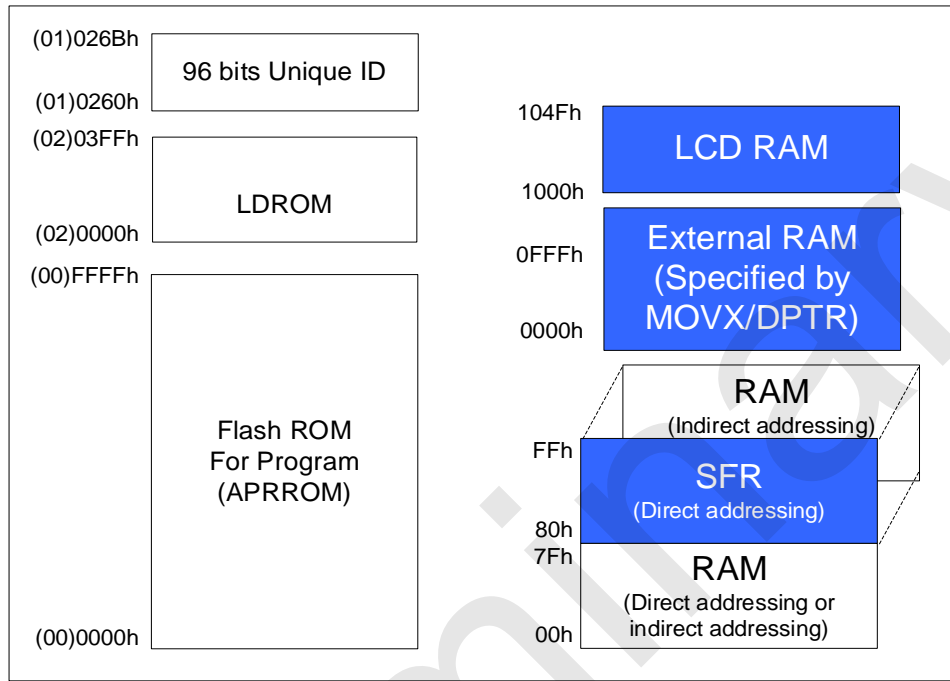 (01)026Bh
96 bits Unique ID
(01)0260h
(02)03FFh
LDROM
(02)0000h
(00)FFFFh
Flash ROM
For Program
(APRROM)
(00)0000h
104Fh
LCD RAM
1000h
External RAM
0FFFh
(Specified by
MOVX/DPTR)
0000h
RAM
(Indirect addressing)
FFh
SFR
(Direct addressing)
80h
7Fh
RAM
(Direct addressing or
indirect addressing)
00h